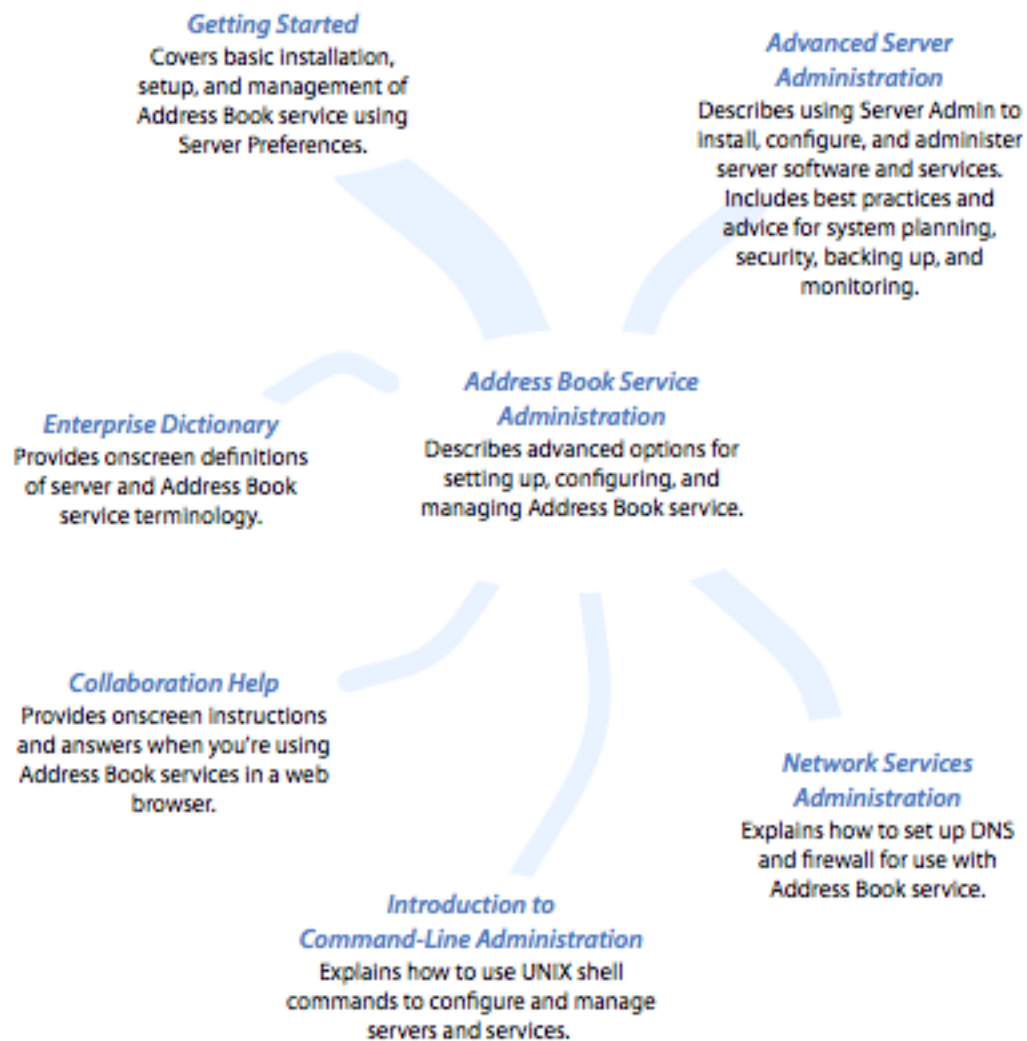 Getting Started
Covers basic installation,
setup, and management of
Address Book service using
Server Preferences.
Advanced Server
Administration
Describes using Server Admin to
install, configure, and administer
server software and services.
Includes best practices and
advice for system planning,
security, backing up, and
monitoring.
Address Book Service
Administration
Describes advanced options for
setting up, configuring, and
managing Address Book service.
Enterprise Dictionary
Provides onscreen definitions
of server and Address Book
service terminology.
Collaboration Help
Provides onscreen instructions
and answers when you're using
Address Book services in a web
browser.
Network Services
Administration
Explains how to set up DNS
and firewall for use with
Address Book service.
Introduction to
Command-Line Administration
Explains how to use UNIX shell
commands to configure and manage
servers and services.